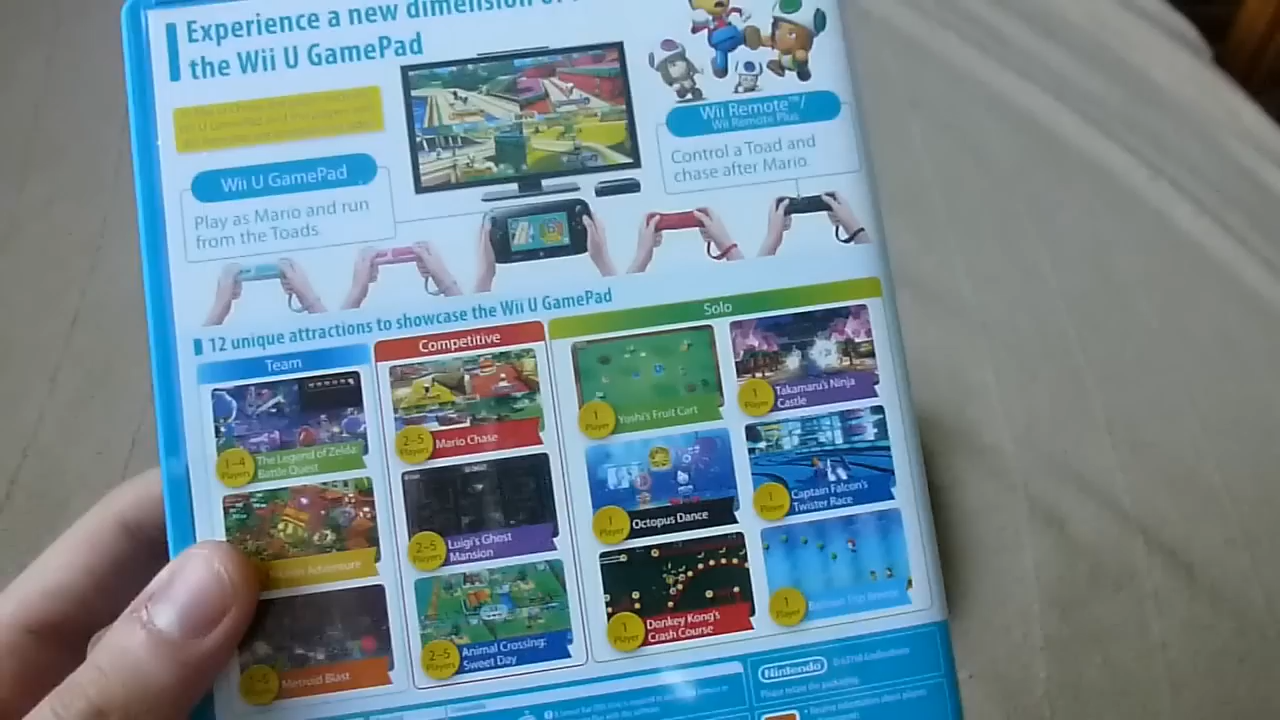 Experience a new dimension
the Wii U GamePad
Wii U GamePad
Play as Mario and run
from the Toads.
Wii Remote™/
Wii Remote Plus
Control a Toad and
chase after Mario.
12 unique attractions to showcase the Wii U GamePad
Team
1–4
Players
The Legend of Zelda:
Battle Quest
Adventure
Metroid Blast
Competitive
2–5
Players
Mario Chase
2–5
Players
Luigi's Ghost
Mansion
2–5
Players
Animal Crossing:
Sweet Day
Solo
1
Player
Yoshi's Fruit Cart
1
Player
Octopus Dance
1
Player
Donkey Kong's
Crash Course
1
Player
Takamaru's Ninja
Castle
1
Player
Captain Falcon's
Twister Race
1
Player
Nintendo
Please retain the packaging.